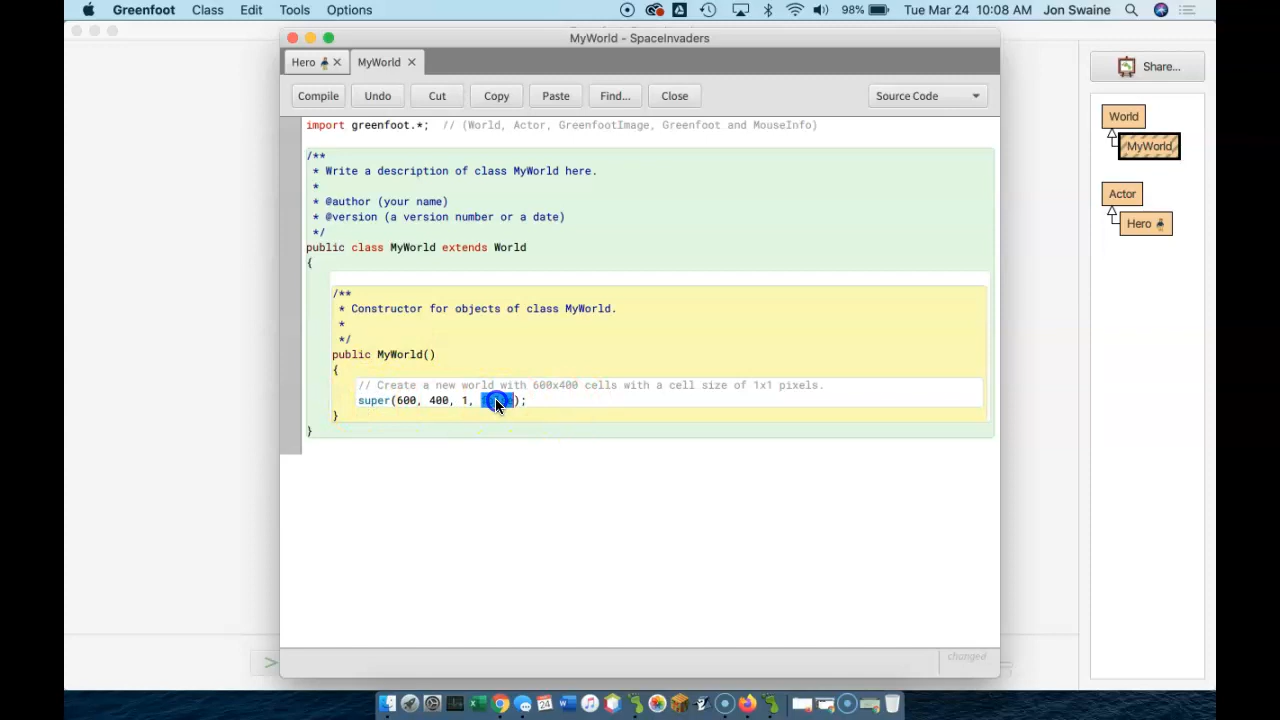 Greenfoot Class Edit Tools Options 98% Tue Mar 24 10:08 AM Jon Swaine
MyWorld - SpaceInvaders
Hero MyWorld
Compile Undo Cut Copy Paste Find... Close Source Code
Share...
import greenfoot.*; // (World, Actor, GreenfootImage, Greenfoot and MouseInfo)
World
MyWorld
Actor
Hero
/**
* Write a description of class MyWorld here.
*
* @author (your name)
* @version (a version number or a date)
*/
public class MyWorld extends World
{
/**
* Constructor for objects of class MyWorld.
*
*/
public MyWorld()
{
// Create a new world with 600x400 cells with a cell size of 1x1 pixels.
super(600, 400, 1, );
}
}
changed